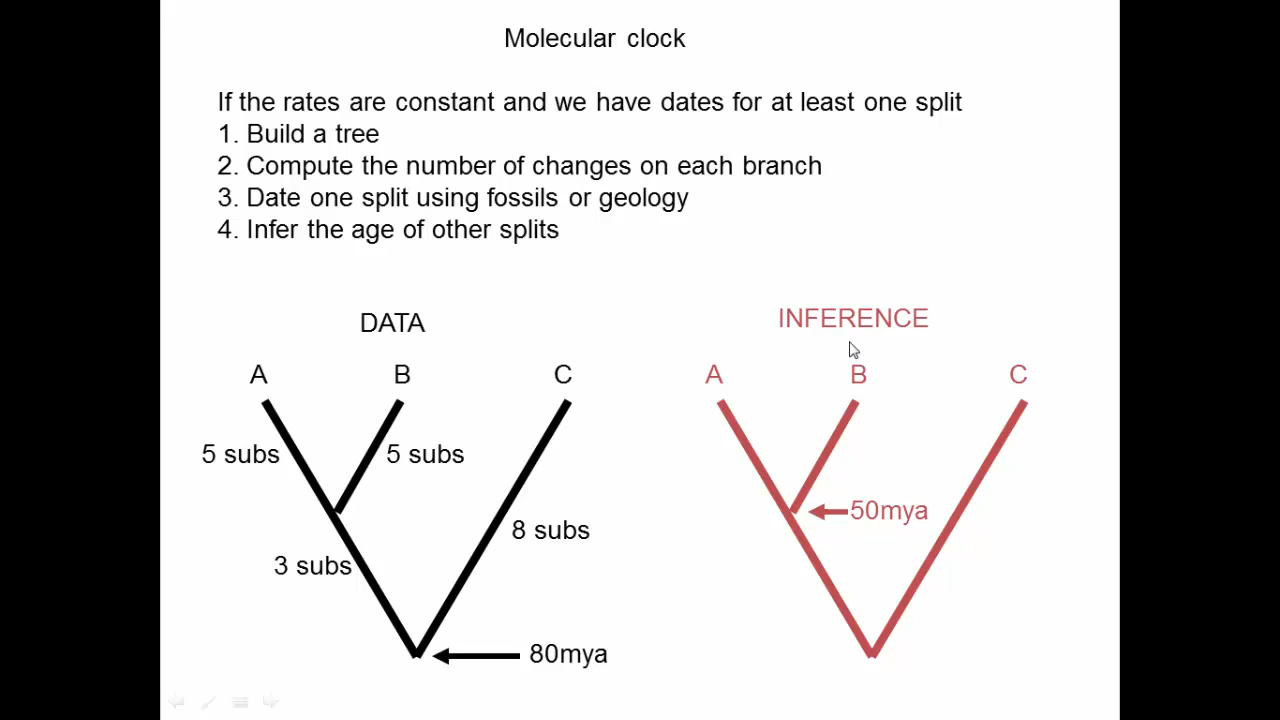 Molecular clock
If the rates are constant and we have dates for at least one split
1. Build a tree
2. Compute the number of changes on each branch
3. Date one split using fossils or geology
4. Infer the age of other splits
DATA
A B C
5 subs 5 subs
8 subs
3 subs
80mya
INFERENCE
A B C
50mya